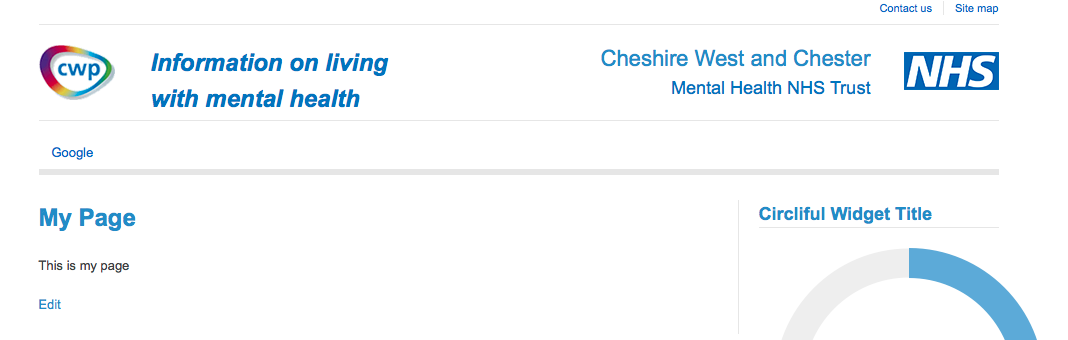 Contact us
Site map
cwp
Information on living
with mental health
Cheshire West and Chester
Mental Health NHS Trust
NHS
Google
My Page
This is my page
Edit
Circliful Widget Title